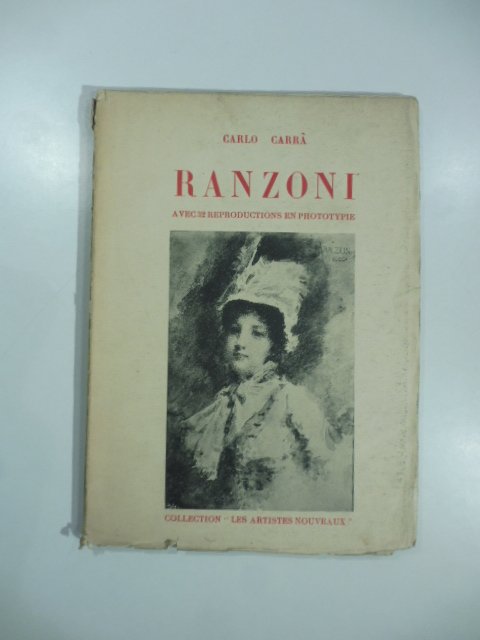 CARLO CARRÀ
RANZONI
AVEC 32 REPRODUCTIONS EN PHOTOTYPIE
COLLECTION "LES ARTISTES NOUVEAUX"